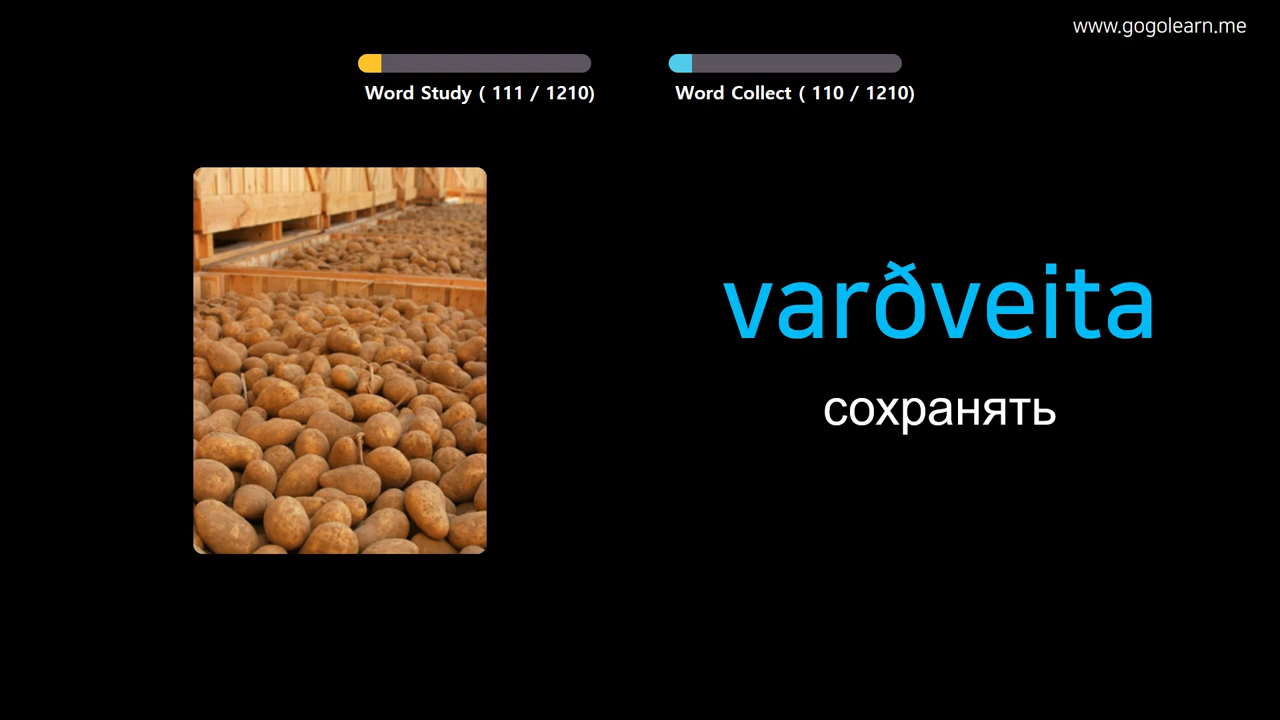 www.gogolearn.me
Word Study ( 111 / 1210)
Word Collect ( 110 / 1210)
varðveita
сохранять